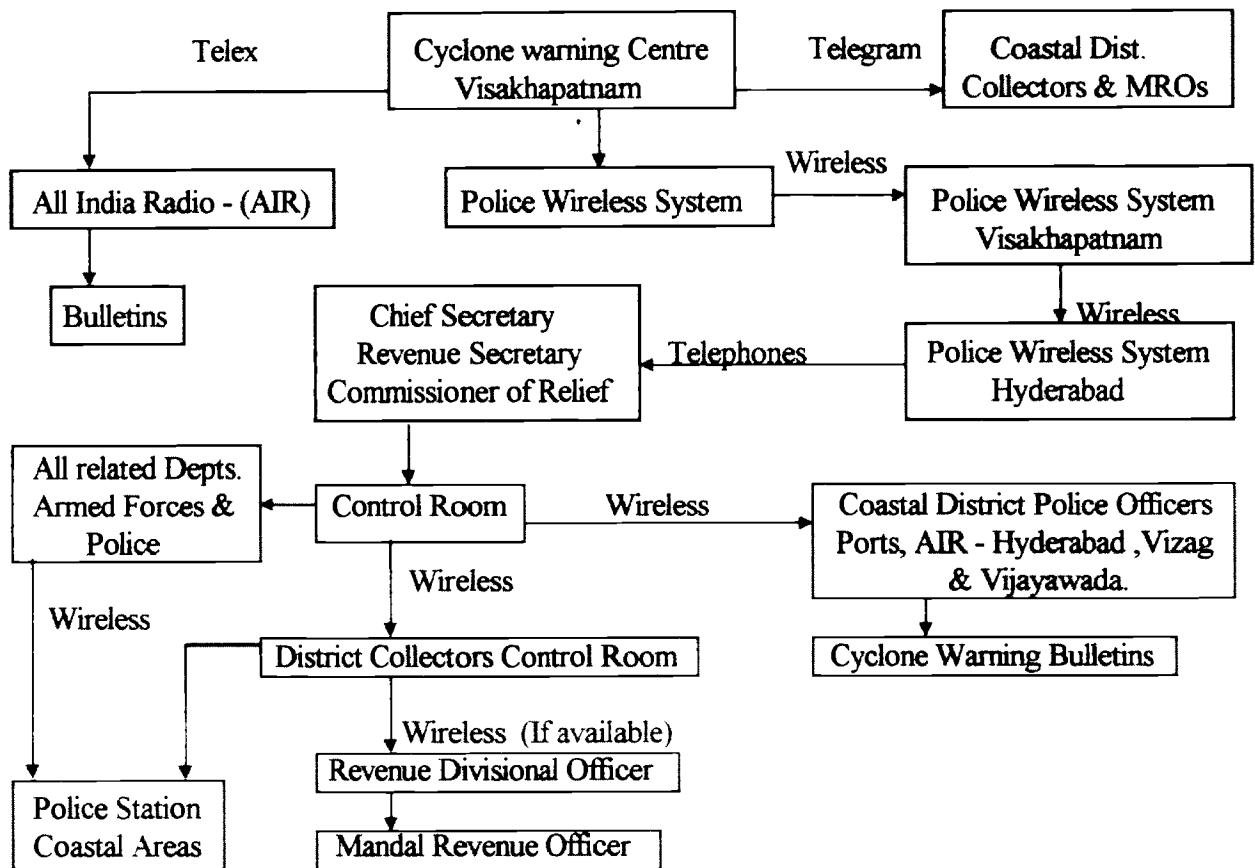 Telex
Cyclone warning Centre
Visakhapatnam
Telegram
Coastal Dist.
Collectors & MROs
All India Radio - (AIR)
Police Wireless System
Wireless
Police Wireless System
Visakhapatnam
Bulletins
Chief Secretary
Revenue Secretary
Commissioner of Relief
Telephones
Wireless
Police Wireless System
Hyderabad
All related Depts.
Armed Forces &
Police
Control Room
Wireless
Coastal District Police Officers
Ports, AIR - Hyderabad ,Vizag
& Vijayawada.
Wireless
Wireless
District Collectors Control Room
Cyclone Warning Bulletins
Wireless (If available)
Revenue Divisional Officer
Police Station
Coastal Areas
Mandal Revenue Officer